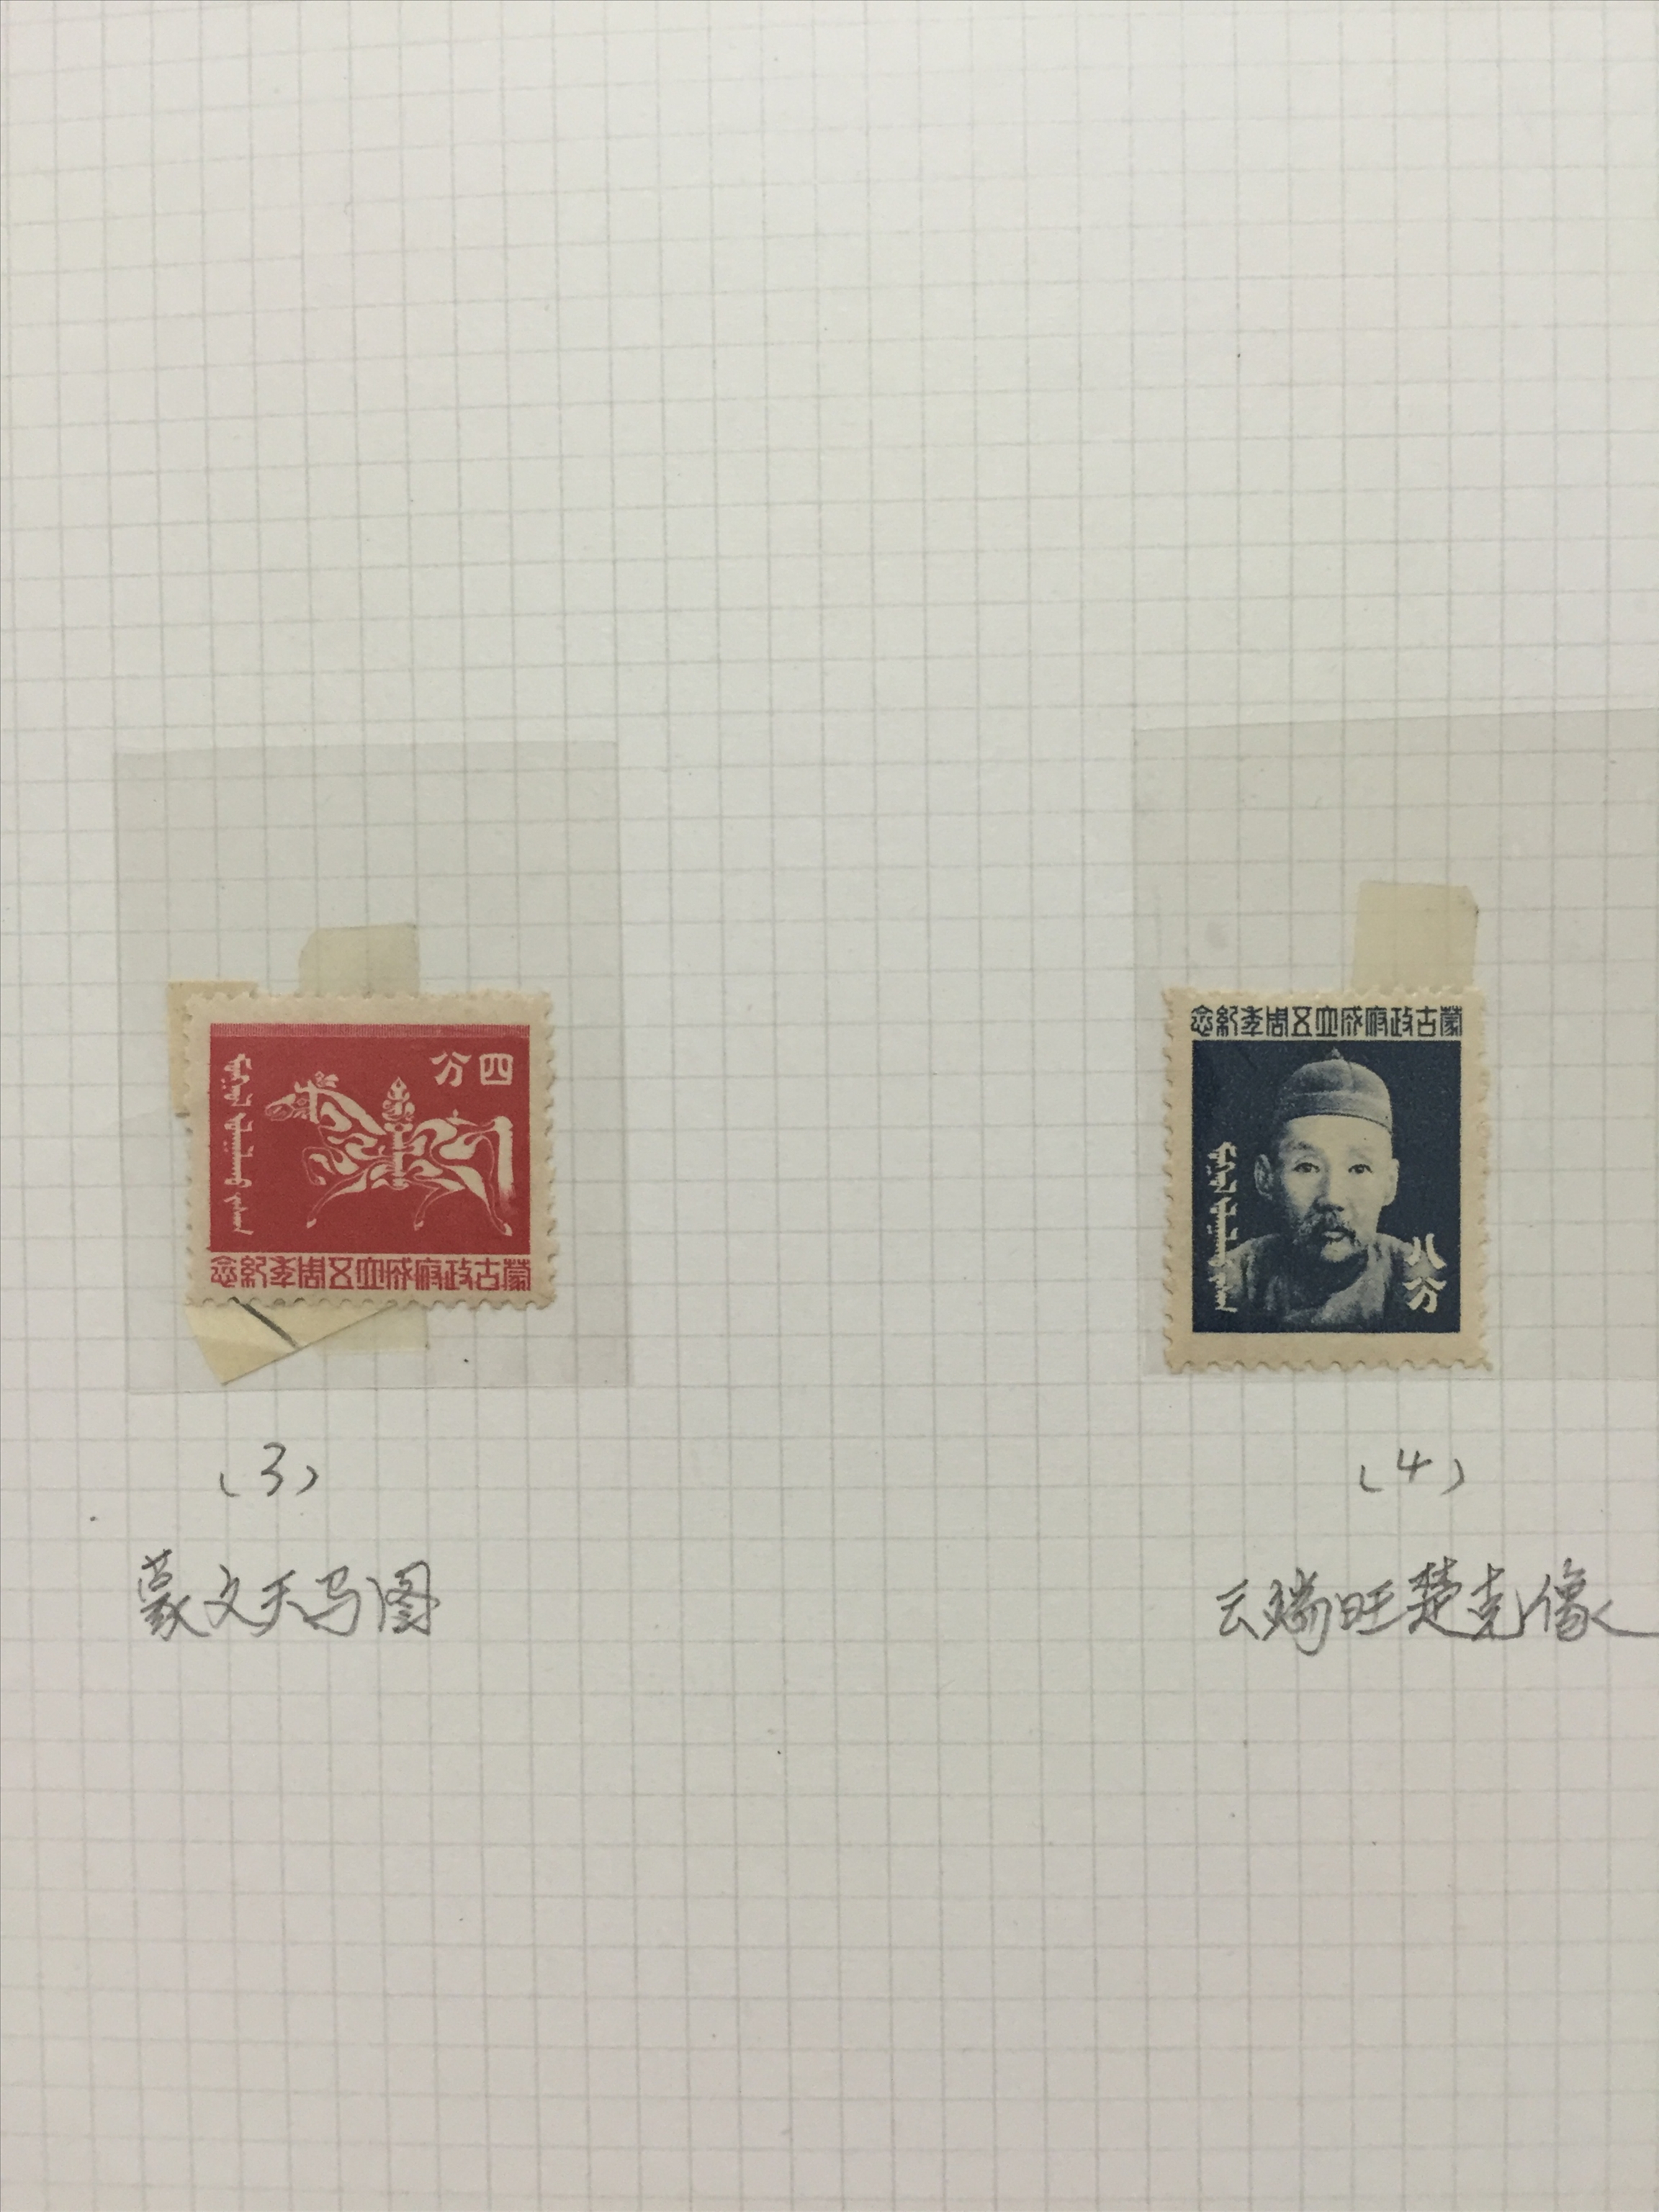 四分
蒙古政府成立五周年紀念
(3)
蒙文天马图
蒙古政府成立五周年紀念
八分
(4)
云端旺楚克像